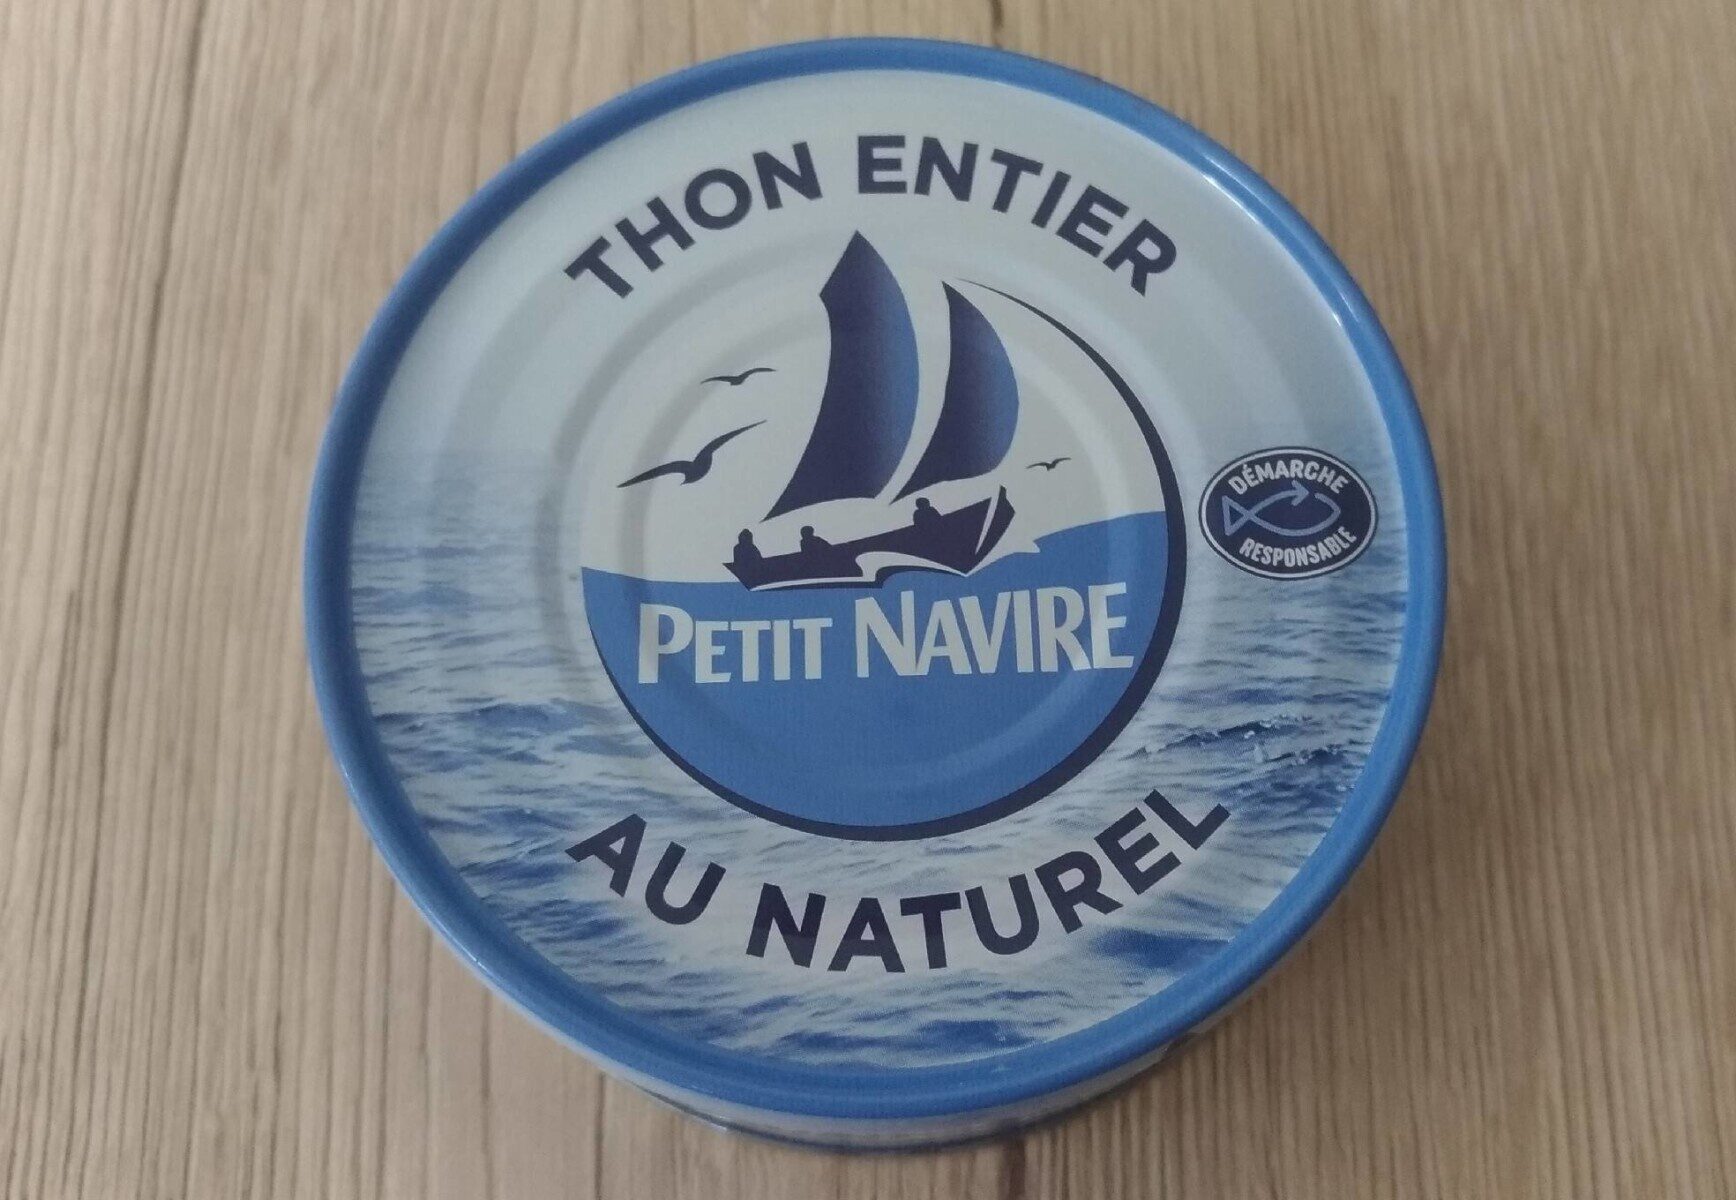 THON ENTIER
DÉMARCHE
RESPONSABLE
PETIT NAVIRE
AU NATUREL